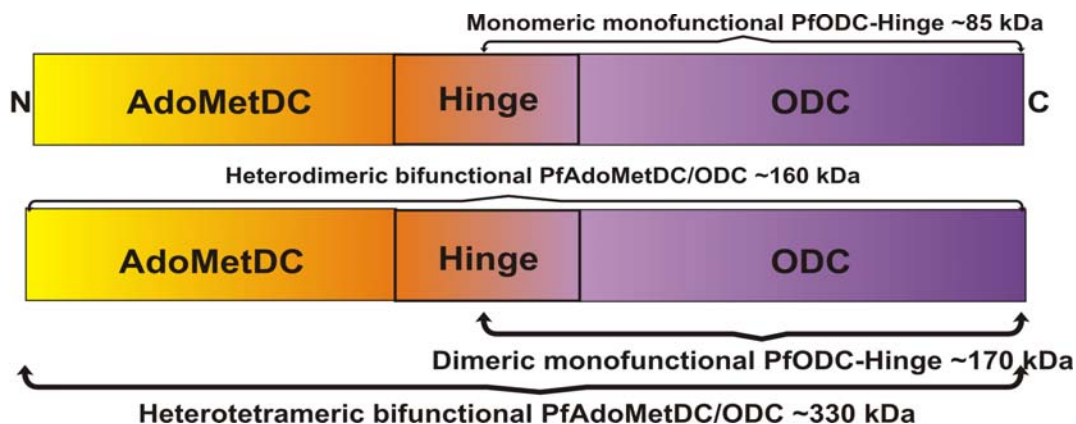 Monomeric monofunctional PfODC-Hinge ~85 kDa
N AdoMetDC Hinge ODC C
Heterodimeric bifunctional PfAdoMetDC/ODC ~160 kDa
AdoMetDC Hinge ODC
Dimeric monofunctional PfODC-Hinge ~170 kDa
Heterotetrameric bifunctional PfAdoMetDC/ODC ~330 kDa